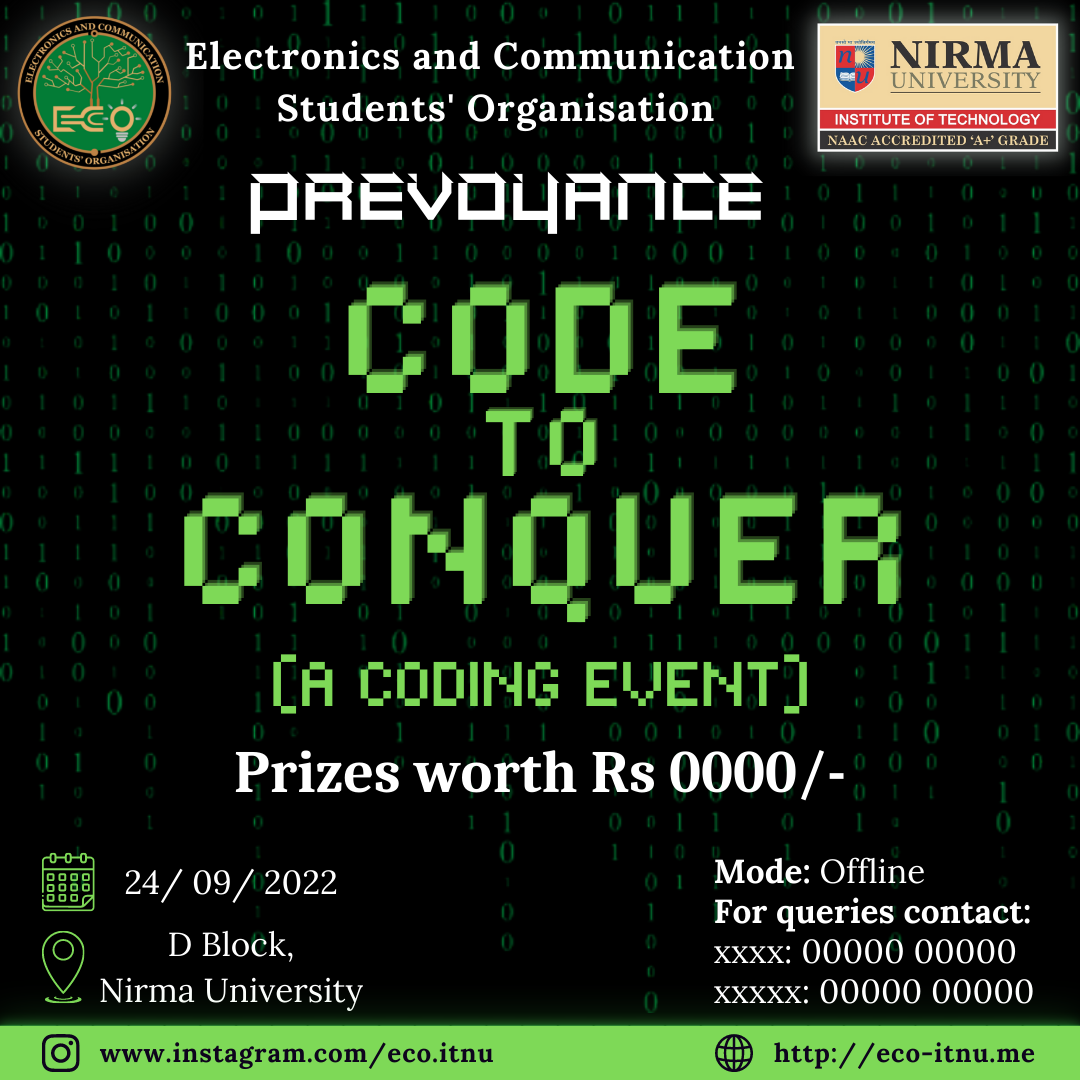 ELECTRONICS AND COMMUNICATION
STUDENTS' ORGANISATION
Electronics and Communication
Students' Organisation
NIRMA
UNIVERSITY
INSTITUTE OF TECHNOLOGY
NAAC ACCREDITED ‘A+’ GRADE
PREVOYANCE
CODE
TO
CONQUER
(A CODING EVENT)
Prizes worth Rs 0000/-
24/ 09/ 2022
D Block,
Nirma University
Mode: Offline
For queries contact:
xxxx: 00000 00000
xxxxx: 00000 00000
www.instagram.com/eco.itnu
http://eco-itnu.me